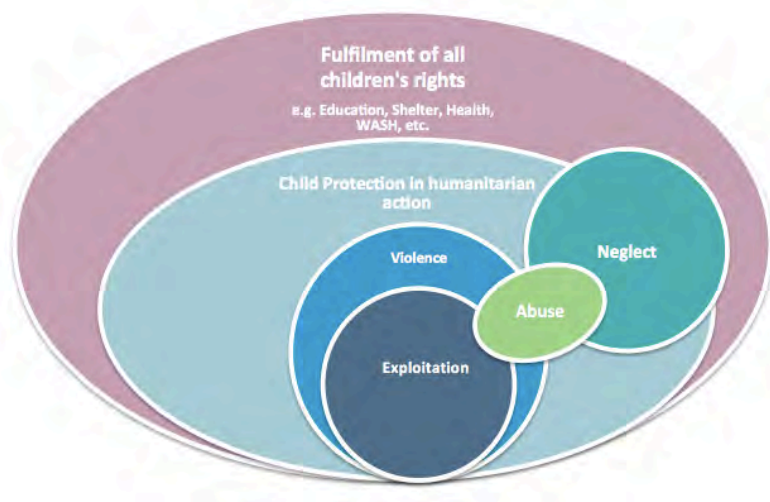 Fulfilment of all
children's rights
e.g. Education, Shelter, Health,
WASH, etc.
Child Protection in humanitarian
action
Violence
Neglect
Abuse
Exploitation